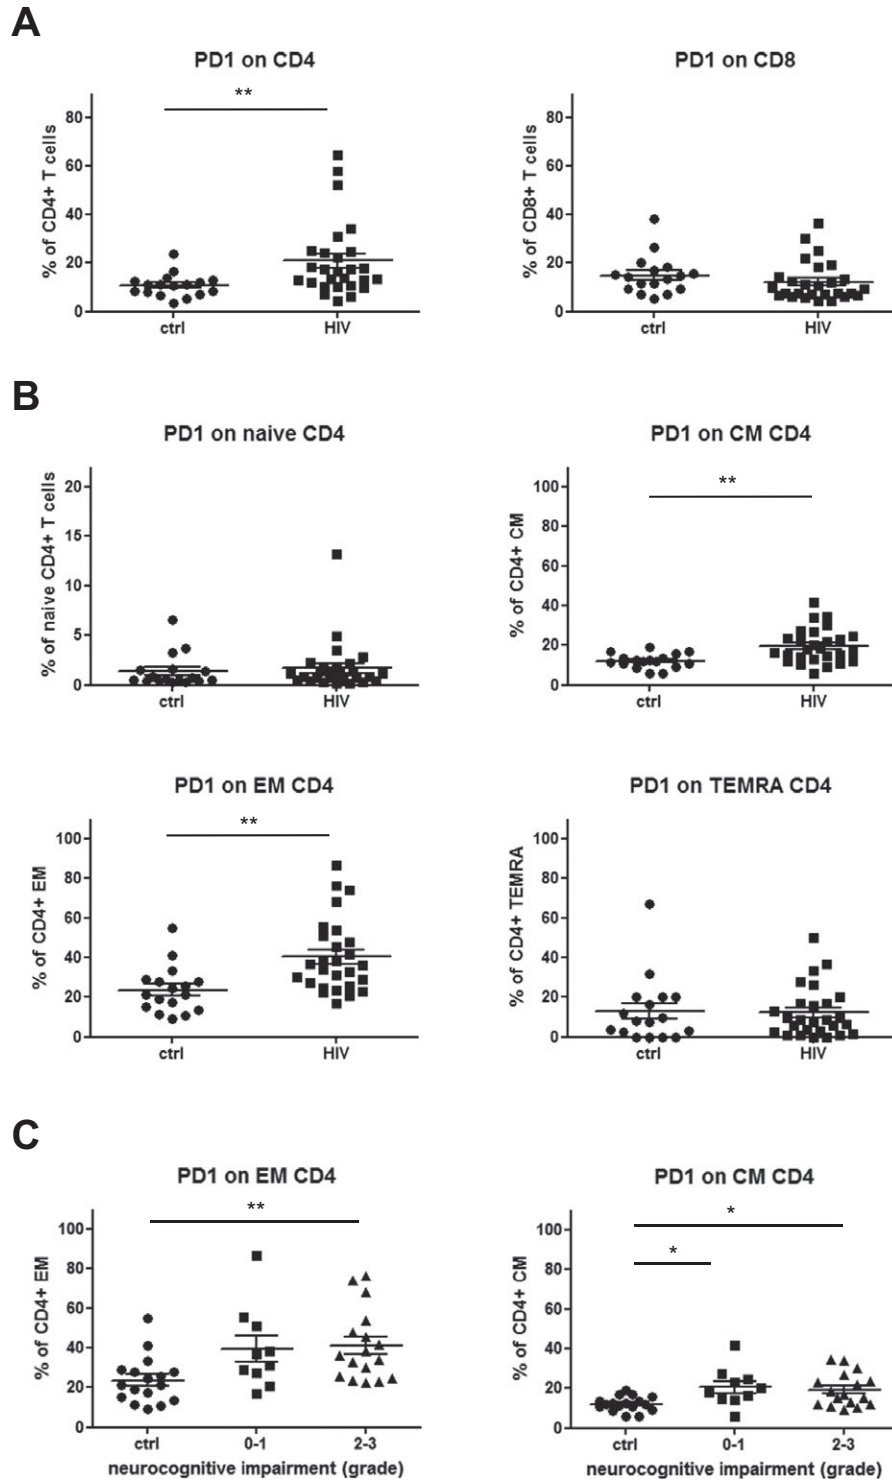 A
PD1 on CD4
**
% of CD4+ T cells
80
60
40
20
0
ctrl
HIV
PD1 on CD8
% of CD8+ T cells
80
60
40
20
0
ctrl
HIV
B
PD1 on naive CD4
% of naive CD4+ T cells
20
15
10
5
0
ctrl
HIV
PD1 on CM CD4
**
% of CD4+ CM
100
80
60
40
20
0
ctrl
HIV
PD1 on EM CD4
**
% of CD4+ EM
100
80
60
40
20
0
ctrl
HIV
PD1 on TEMRA CD4
% of CD4+ TEMRA
100
80
60
40
20
0
ctrl
HIV
C
PD1 on EM CD4
**
% of CD4+ EM
100
80
60
40
20
0
ctrl
0-1
2-3
neurocognitive impairment (grade)
PD1 on CM CD4
*
*
% of CD4+ CM
100
80
60
40
20
0
ctrl
0-1
2-3
neurocognitive impairment (grade)